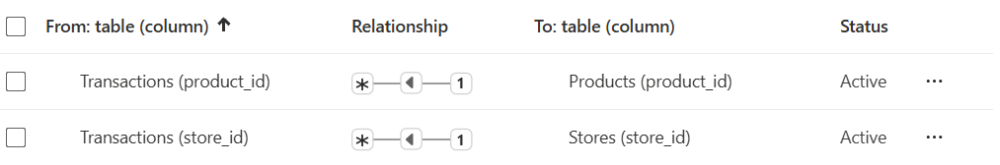 From: table (column) ↑ Relationship To: table (column) Status
Transactions (product_id) * 1 Products (product_id) Active ...
Transactions (store_id) * 1 Stores (store_id) Active ...